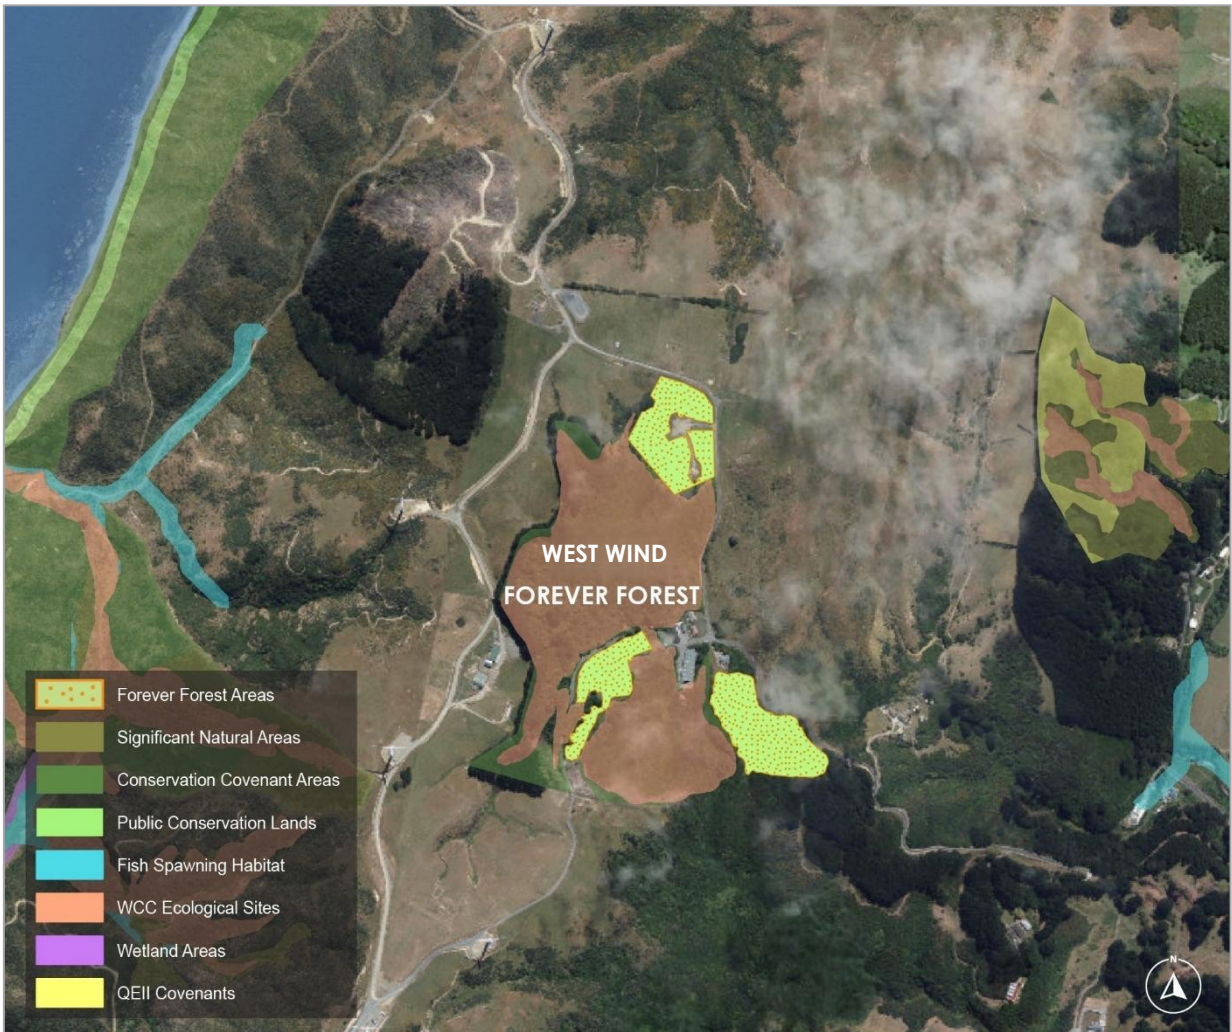 WEST WIND
FOREVER FOREST
Forever Forest Areas
Significant Natural Areas
Conservation Covenant Areas
Public Conservation Lands
Fish Spawning Habitat
WCC Ecological Sites
Wetland Areas
QEII Covenants
N